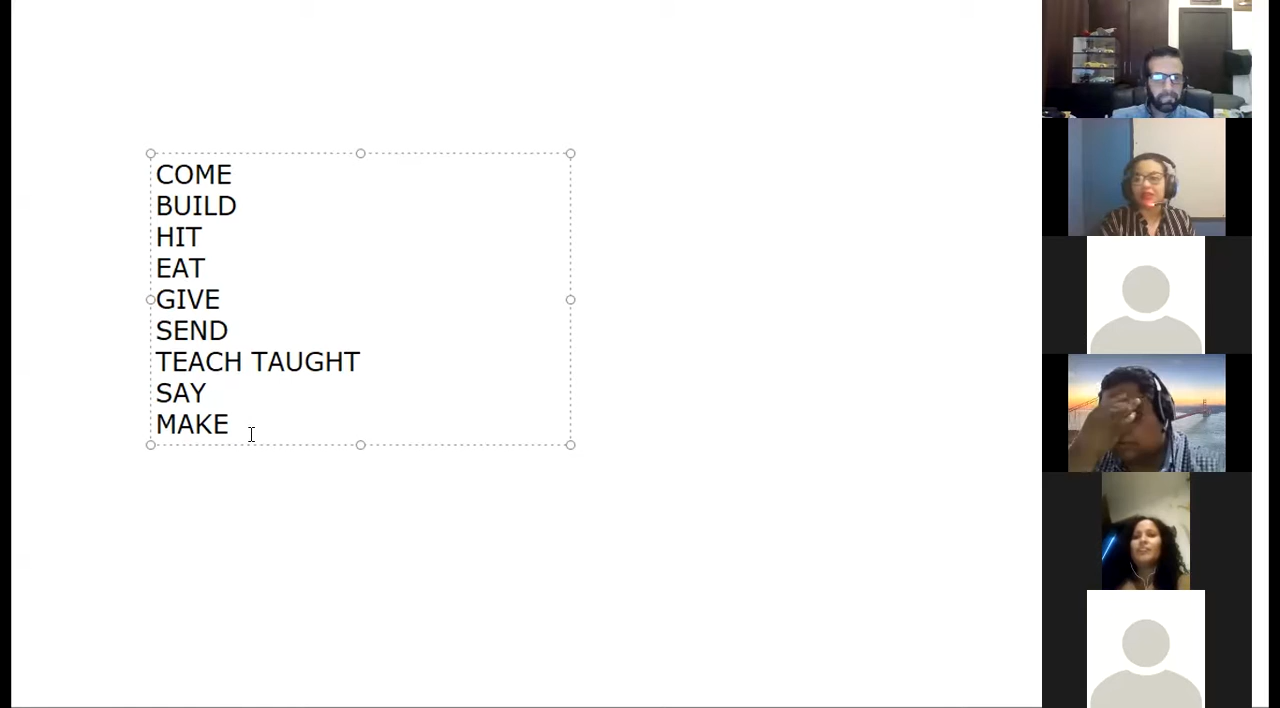 COME
BUILD
HIT
EAT
GIVE
SEND
TEACH TAUGHT
SAY
MAKE